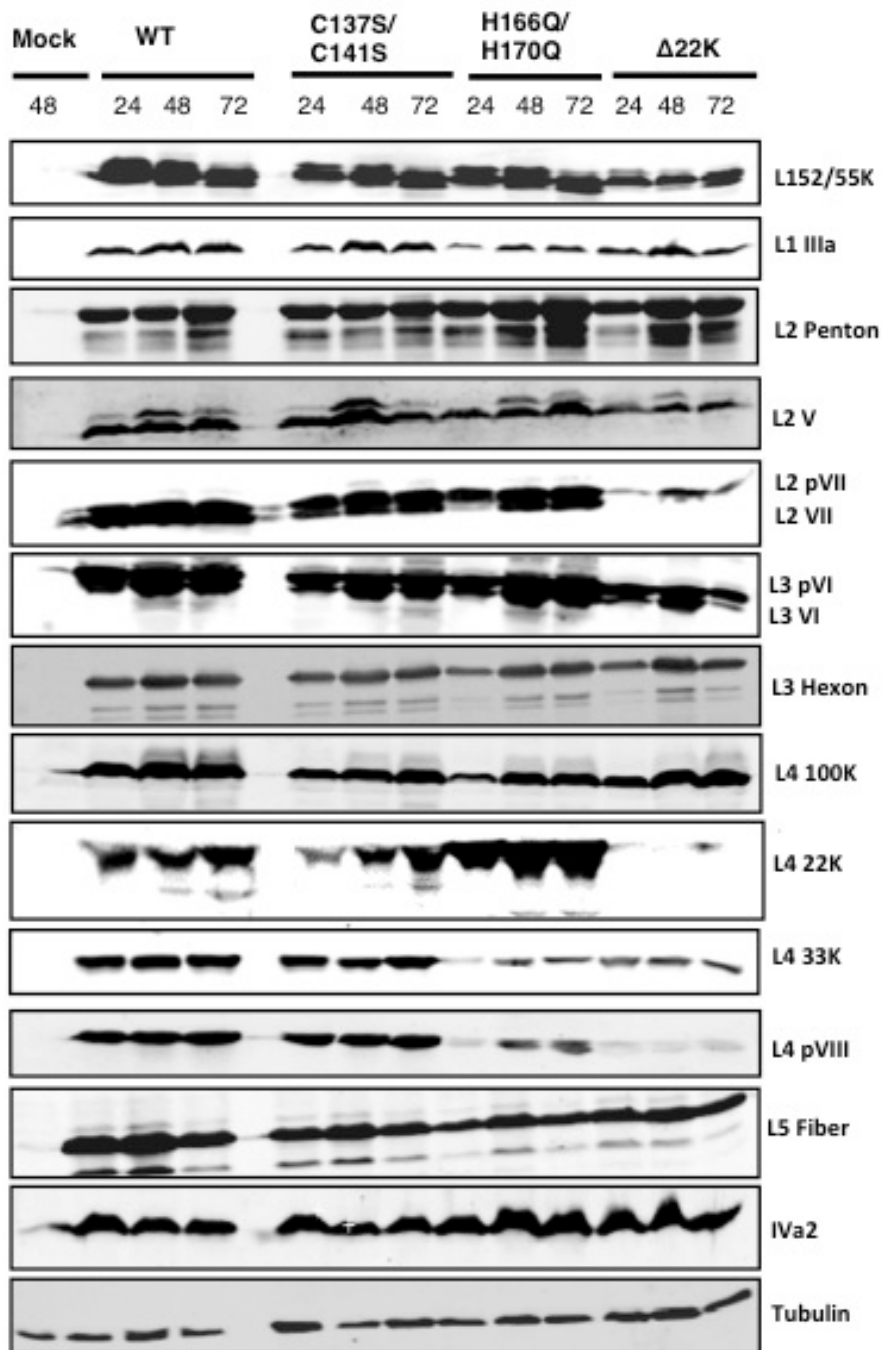 Mock WT C137S/ C141S H166Q/ H170Q Δ22K
48 24 48 72 24 48 72 24 48 72 24 48 72
L152/55K
L1 IIIa
L2 Penton
L2 V
L2 pVII
L2 VII
L3 pVI
L3 VI
L3 Hexon
L4 100K
L4 22K
L4 33K
L4 pVIII
L5 Fiber
IVa2
Tubulin